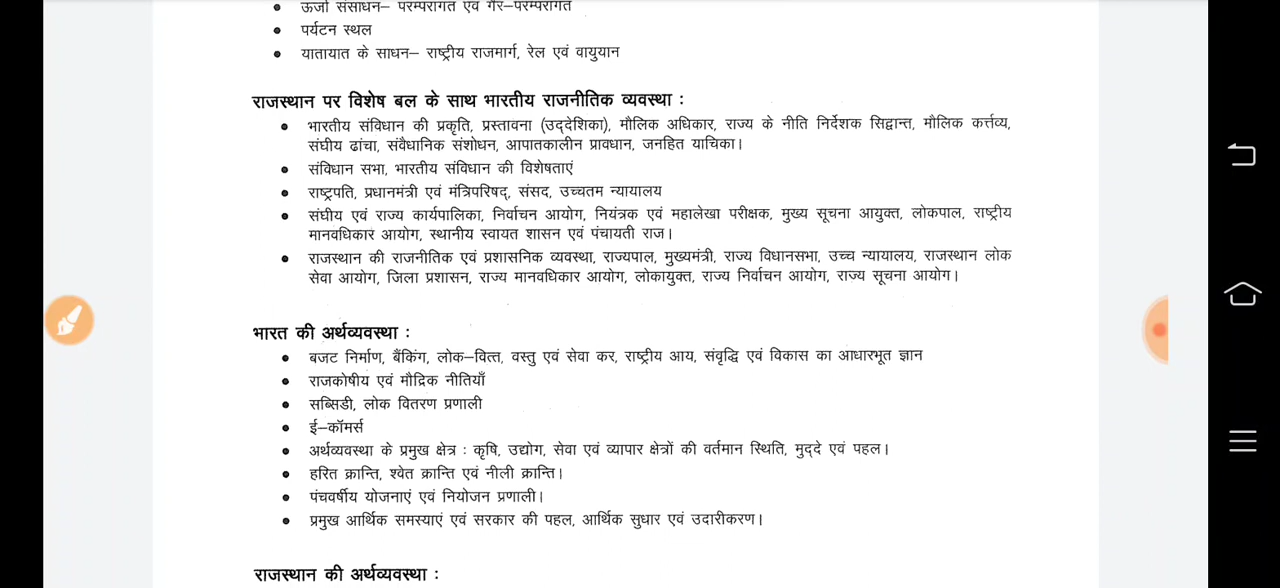 ऊर्जा संसाधन– परम्परागत एवं गैर–परम्परागत
पर्यटन स्थल
यातायात के साधन– राष्ट्रीय राजमार्ग, रेल एवं वायुयान
राजस्थान पर विशेष बल के साथ भारतीय राजनीतिक व्यवस्था :
भारतीय संविधान की प्रकृति, प्रस्तावना (उद्देशिका), मौलिक अधिकार, राज्य के नीति निर्देशक सिद्वान्त, मौलिक कर्त्तव्य,
संघीय ढांचा, संवैधानिक संशोधन, आपातकालीन प्रावधान, जनहित याचिका।
संविधान सभा, भारतीय संविधान की विशेषताएं
राष्ट्रपति, प्रधानमंत्री एवं मंत्रिपरिषद्, संसद, उच्चतम न्यायालय
संघीय एवं राज्य कार्यपालिका, निर्वाचन आयोग, नियंत्रक एवं महालेखा परीक्षक, मुख्य सूचना आयुक्त, लोकपाल, राष्ट्रीय
मानवधिकार आयोग, स्थानीय स्वायत शासन एवं पंचायती राज।
राजस्थान की राजनीतिक एवं प्रशासनिक व्यवस्था, राज्यपाल, मुख्यमंत्री, राज्य विधानसभा, उच्च न्यायालय, राजस्थान लोक
सेवा आयोग, जिला प्रशासन, राज्य मानवधिकार आयोग, लोकायुक्त, राज्य निर्वाचन आयोग, राज्य सूचना आयोग।
भारत की अर्थव्यवस्था :
बजट निर्माण, बैंकिंग, लोक–वित्त, वस्तु एवं सेवा कर, राष्ट्रीय आय, संवृद्धि एवं विकास का आधारभूत ज्ञान
राजकोषीय एवं मौद्रिक नीतियाँ
सब्सिडी, लोक वितरण प्रणाली
ई–कॉमर्स
अर्थव्यवस्था के प्रमुख क्षेत्र : कृषि, उद्योग, सेवा एवं व्यापार क्षेत्रों की वर्तमान स्थिति, मुद्दे एवं पहल।
हरित क्रान्ति, श्वेत क्रान्ति एवं नीली क्रान्ति।
पंचवर्षीय योजनाएं एवं नियोजन प्रणाली।
प्रमुख आर्थिक समस्याएं एवं सरकार की पहल, आर्थिक सुधार एवं उदारीकरण।
राजस्थान की अर्थव्यवस्था :